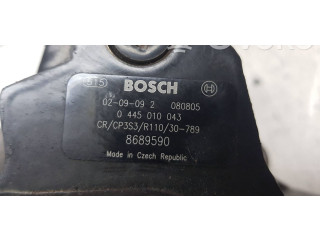 BOSCH
02-09-09 2 080805
0 445 010 043
CR/CP3S3/R110/30-789
8689590
Made in Czech Republic